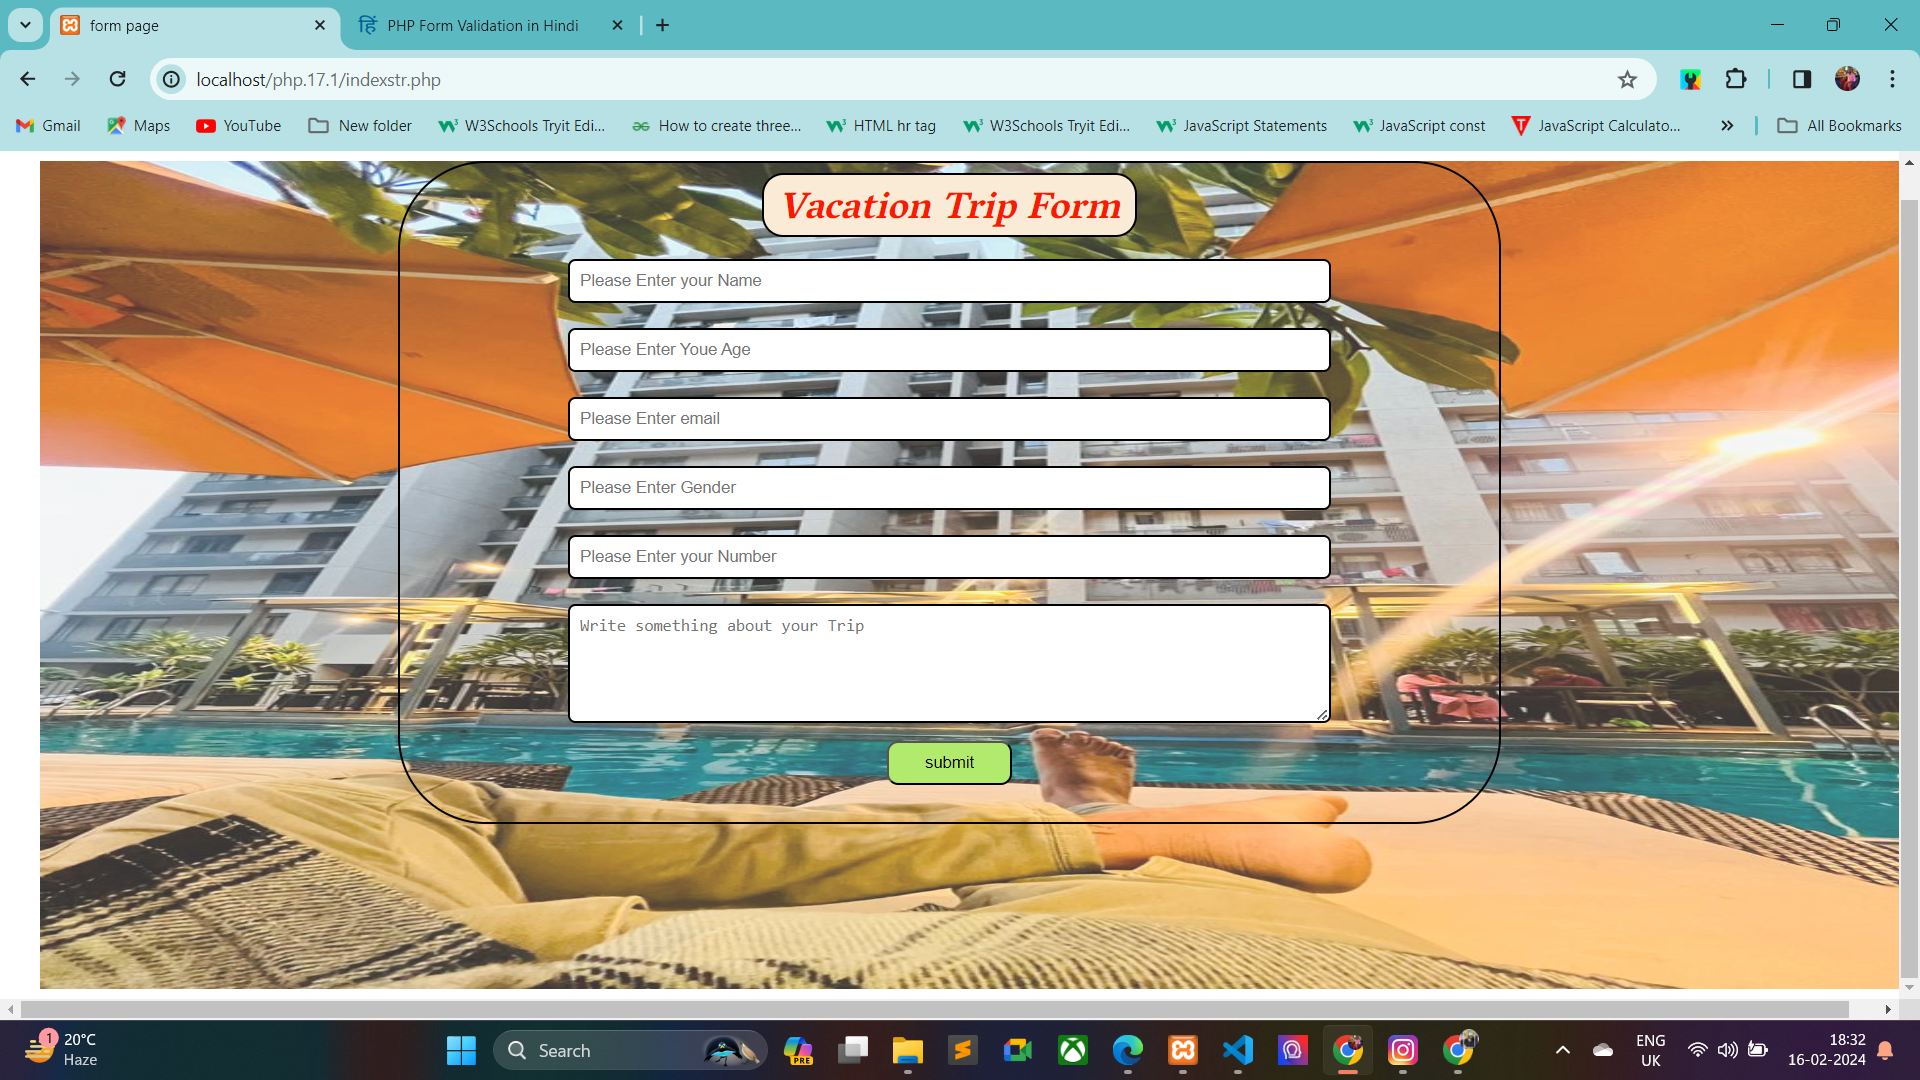 form page
PHP Form Validation in Hindi
localhost/php.17.1/indexstr.php
Gmail
Maps
YouTube
New folder
W3Schools Tryit Edi...
How to create three...
HTML hr tag
W3Schools Tryit Edi...
JavaScript Statements
JavaScript const
JavaScript Calculato...
All Bookmarks
Vacation Trip Form
Please Enter your Name
Please Enter Youe Age
Please Enter email
Please Enter Gender
Please Enter your Number
Write something about your Trip
submit
1
20°C
Haze
Search
PRE
ENG
UK
18:32
16-02-2024